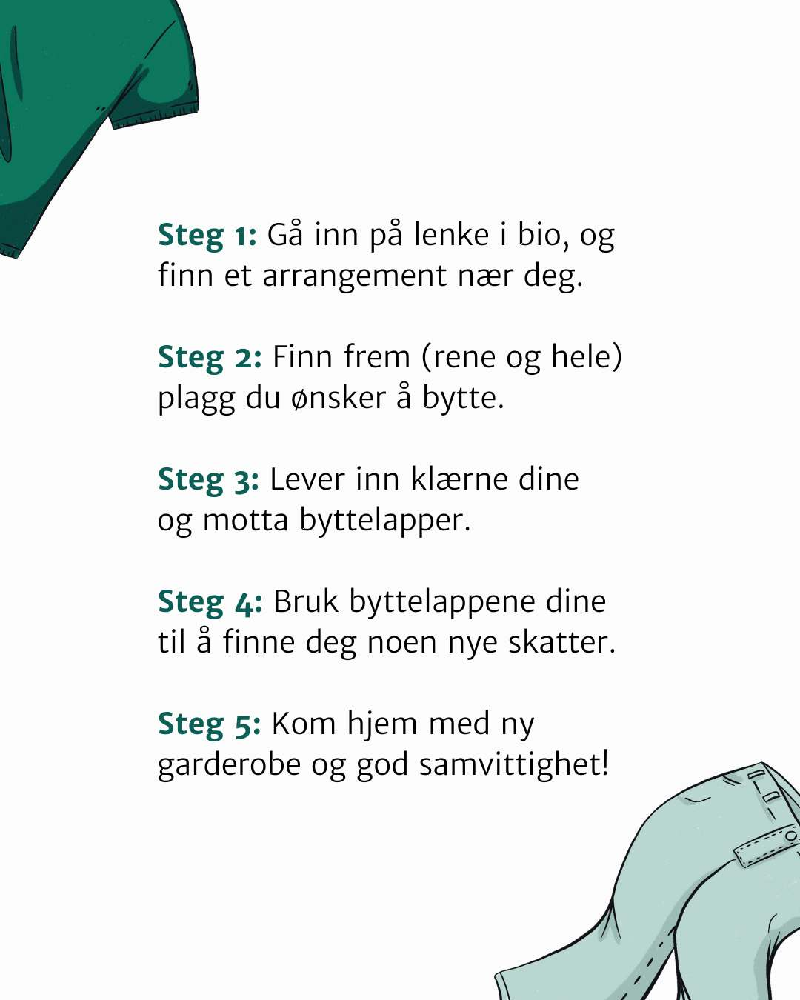 Steg 1: Gå inn på lenke i bio, og
finn et arrangement nær deg.
Steg 2: Finn frem (rene og hele)
plagg du ønsker å bytte.
Steg 3: Lever inn klærne dine
og motta byttelapper.
Steg 4: Bruk byttelappene dine
til å finne deg noen nye skatter.
Steg 5: Kom hjem med ny
garderobe og god samvittighet!